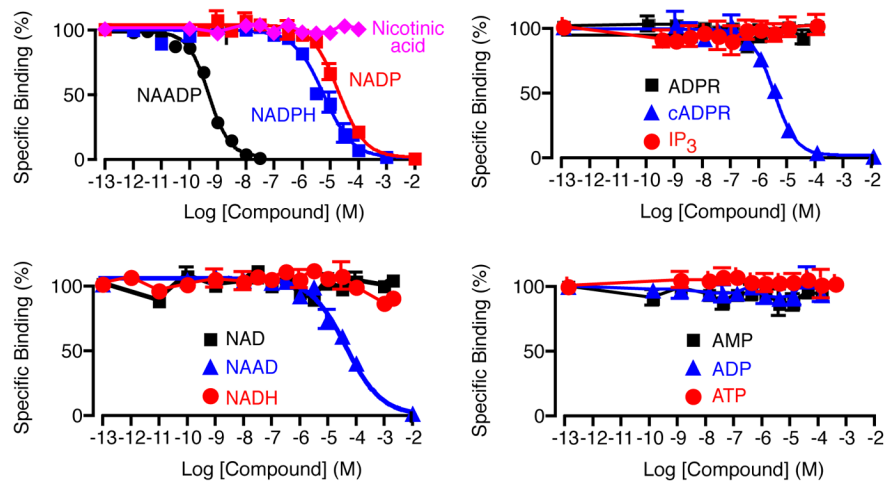 Specific Binding (%)
100
50
0
-13 -12 -11 -10 -9 -8 -7 -6 -5 -4 -3 -2
Log [Compound] (M)
Nicotinic
acid
NAADP
NADPH
NADP
Specific Binding (%)
100
50
0
-13 -12 -11 -10 -9 -8 -7 -6 -5 -4 -3 -2
Log [Compound] (M)
ADPR
cADPR
IP3
Specific Binding (%)
100
50
0
-13 -12 -11 -10 -9 -8 -7 -6 -5 -4 -3 -2
Log [Compound] (M)
NAD
NAAD
NADH
Specific Binding (%)
100
50
0
-13 -12 -11 -10 -9 -8 -7 -6 -5 -4 -3 -2
Log [Compound] (M)
AMP
ADP
ATP